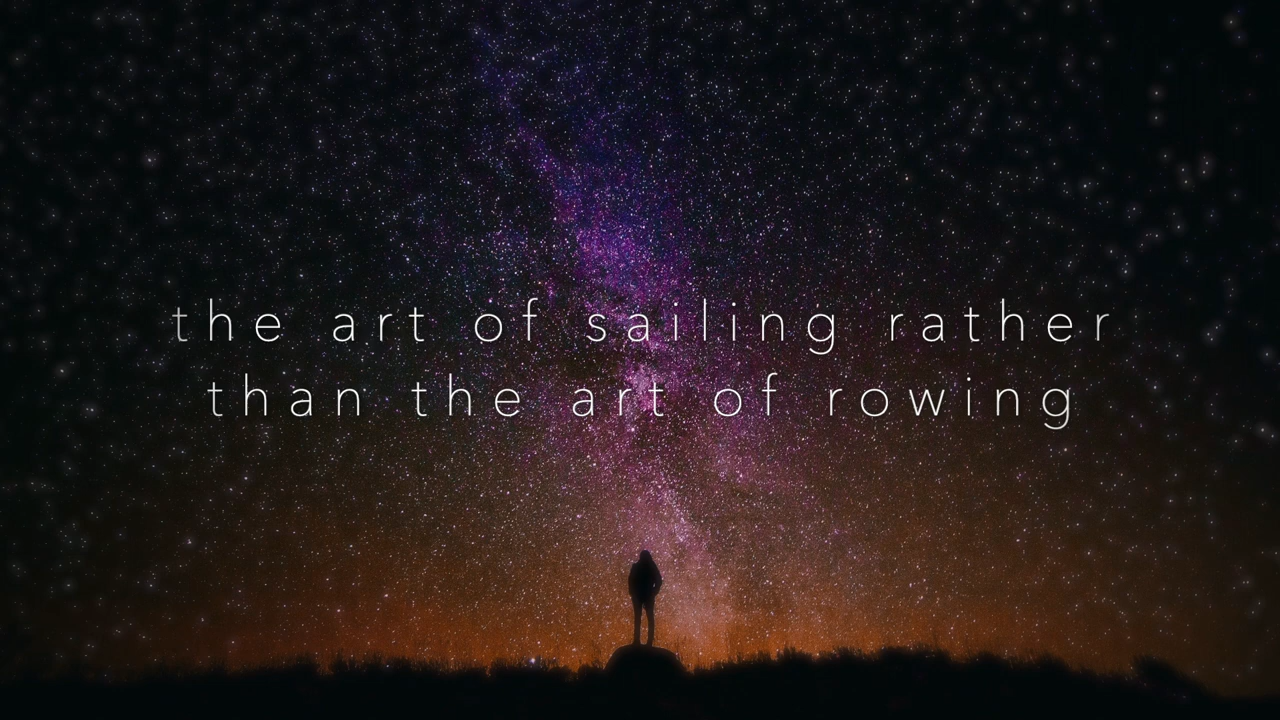 the art of sailing rather
than the art of rowing